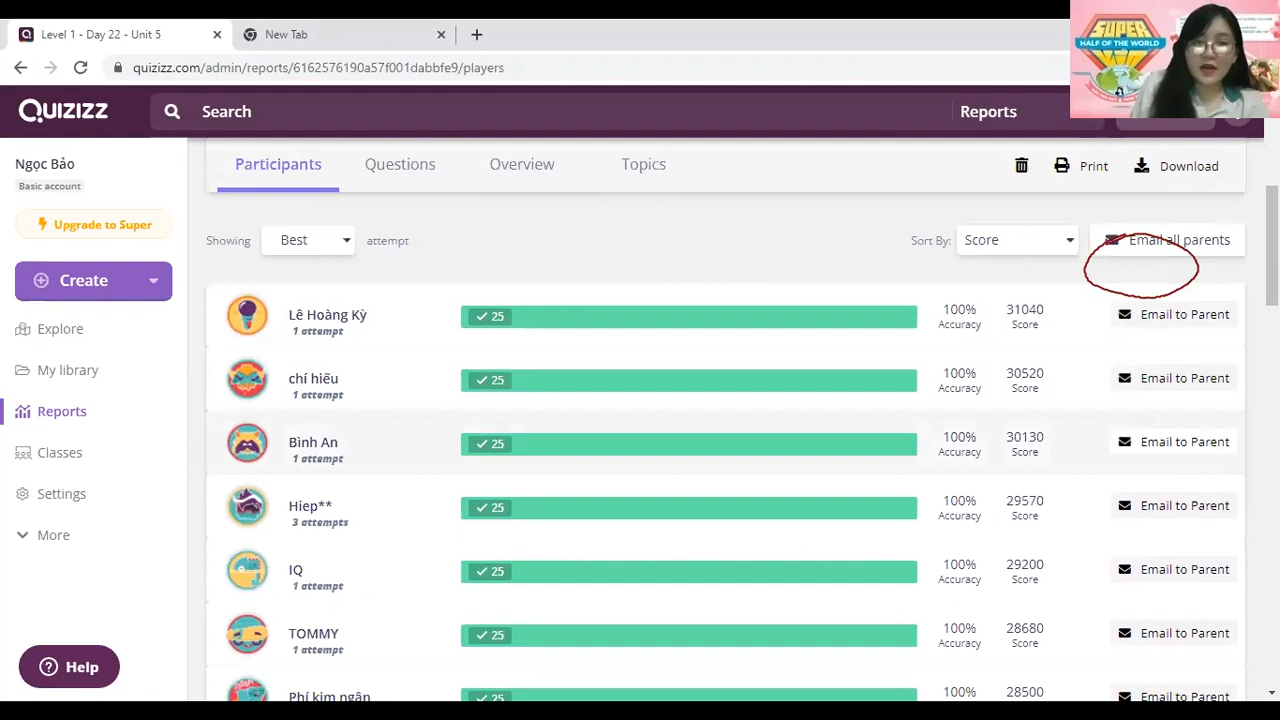 Level 1 - Day 22 - Unit 5
New Tab
SUPER
HALF OF THE WORLD
quizizz.com/admin/reports/
/players
QUIZIZZ
Search
Reports
Ngọc Bảo
Basic account
Upgrade to Super
Create
Explore
My library
Reports
Classes
Settings
More
Help
Participants
Questions
Overview
Topics
Print
Download
Showing
Best
attempt
Sort By:
Score
Email all parents
Lê Hoàng Kỳ
1 attempt
25
100%
Accuracy
31040
Score
Email to Parent
chí hiếu
1 attempt
25
100%
Accuracy
30520
Score
Email to Parent
Bình An
1 attempt
25
100%
Accuracy
30130
Score
Email to Parent
Hiep**
3 attempts
25
100%
Accuracy
29570
Score
Email to Parent
IQ
1 attempt
25
100%
Accuracy
29200
Score
Email to Parent
TOMMY
1 attempt
25
100%
Accuracy
28680
Score
Email to Parent
Phí kim ngân
25
100%
28500
Email to Parent